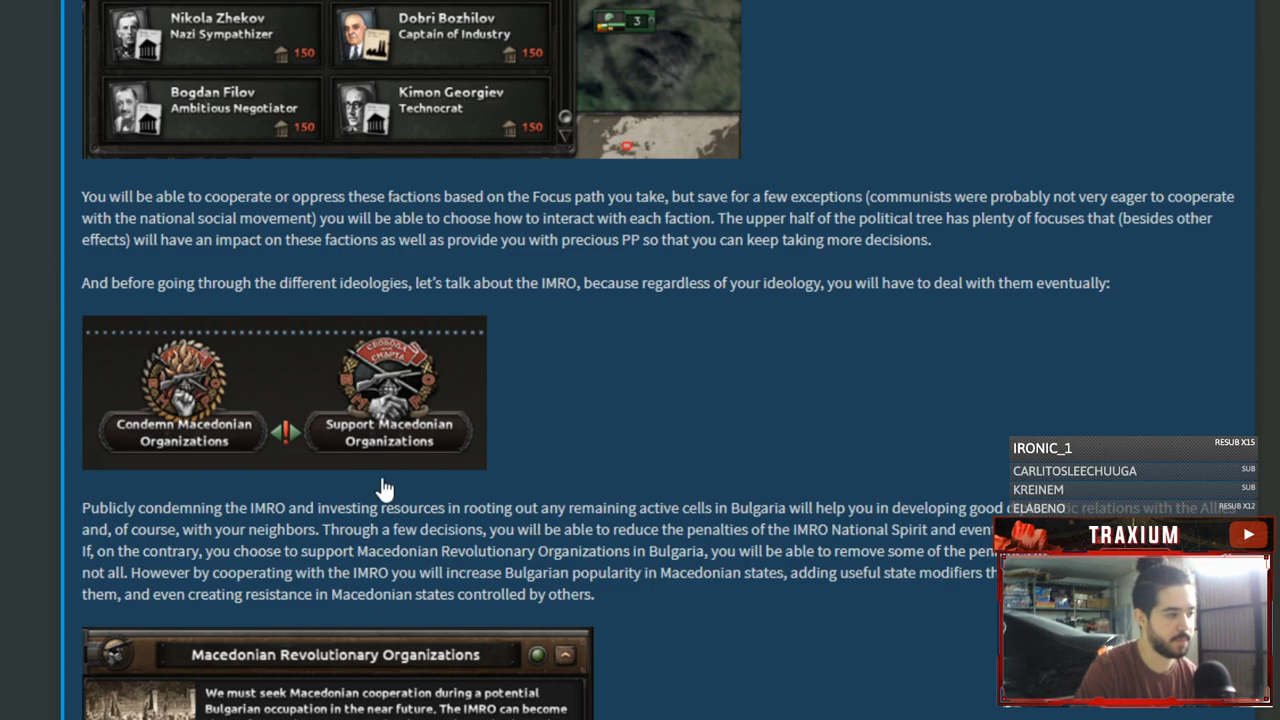 Nikola Zhekov
Nazi Sympathizer
150
Dobri Bozhilov
Captain of Industry
150
3
Bogdan Filov
Ambitious Negotiator
150
Kimon Georgiev
Technocrat
150
You will be able to cooperate or oppress these factions based on the Focus path you take, but save for a few exceptions (communists were probably not very eager to cooperate
with the national social movement) you will be able to choose how to interact with each faction. The upper half of the political tree has plenty of focuses that (besides other
effects) will have an impact on these factions as well as provide you with precious PP so that you can keep taking more decisions.
And before going through the different ideologies, let's talk about the IMRO, because regardless of your ideology, you will have to deal with them eventually:
СВОБОДА
СМАРТА
Condemn Macedonian
Organizations
Support Macedonian
Organizations
Publicly condemning the IMRO and investing resources in rooting out any remaining active cells in Bulgaria will help you in developing good relations with the
and, of course, with your neighbors. Through a few decisions, you will be able to reduce the penalties of the IMRO National Spirit and
If, on the contrary, you choose to support Macedonian Revolutionary Organizations in Bulgaria, you will be able to remove some of the
not all. However by cooperating with the IMRO you will increase Bulgarian popularity in Macedonian states, adding useful state modifiers
them, and even creating resistance in Macedonian states controlled by others.
Macedonian Revolutionary Organizations
We must seek Macedonian cooperation during a potential
Bulgarian occupation in the near future. The IMRO can become
IRONIC_1
RESUB X15
CARLITOSLEECHUUGA
SUB
KREINEM
SUB
ELABENO
RESUB X12
TRAXIUM